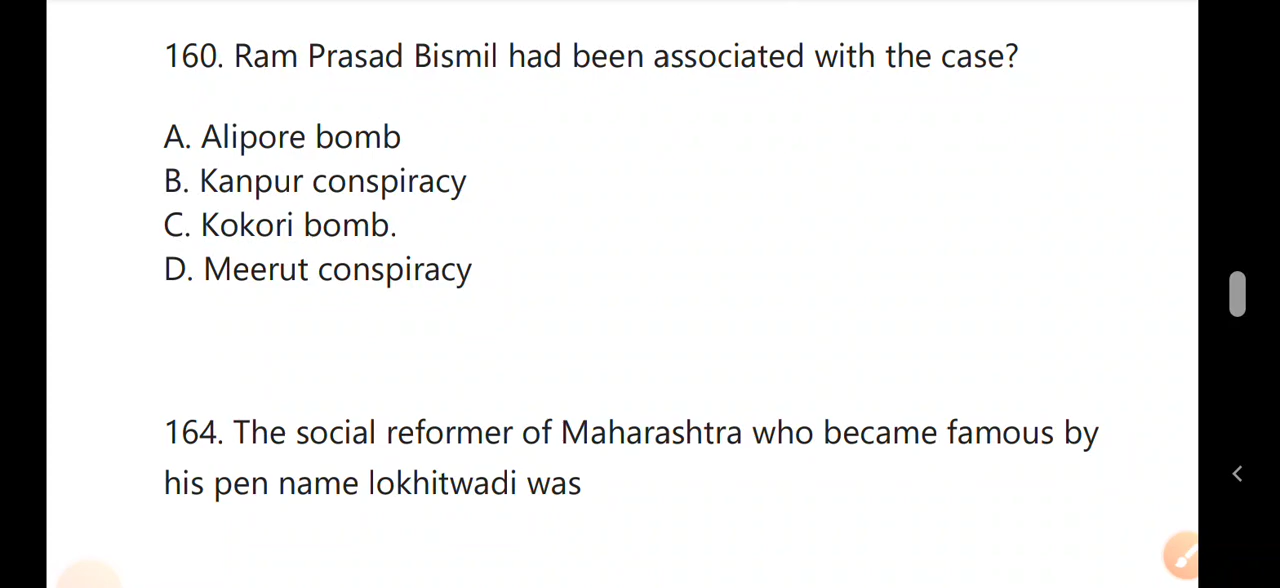 160. Ram Prasad Bismil had been associated with the case?
A. Alipore bomb
B. Kanpur conspiracy
C. Kokori bomb.
D. Meerut conspiracy
164. The social reformer of Maharashtra who became famous by
his pen name lokhitwadi was